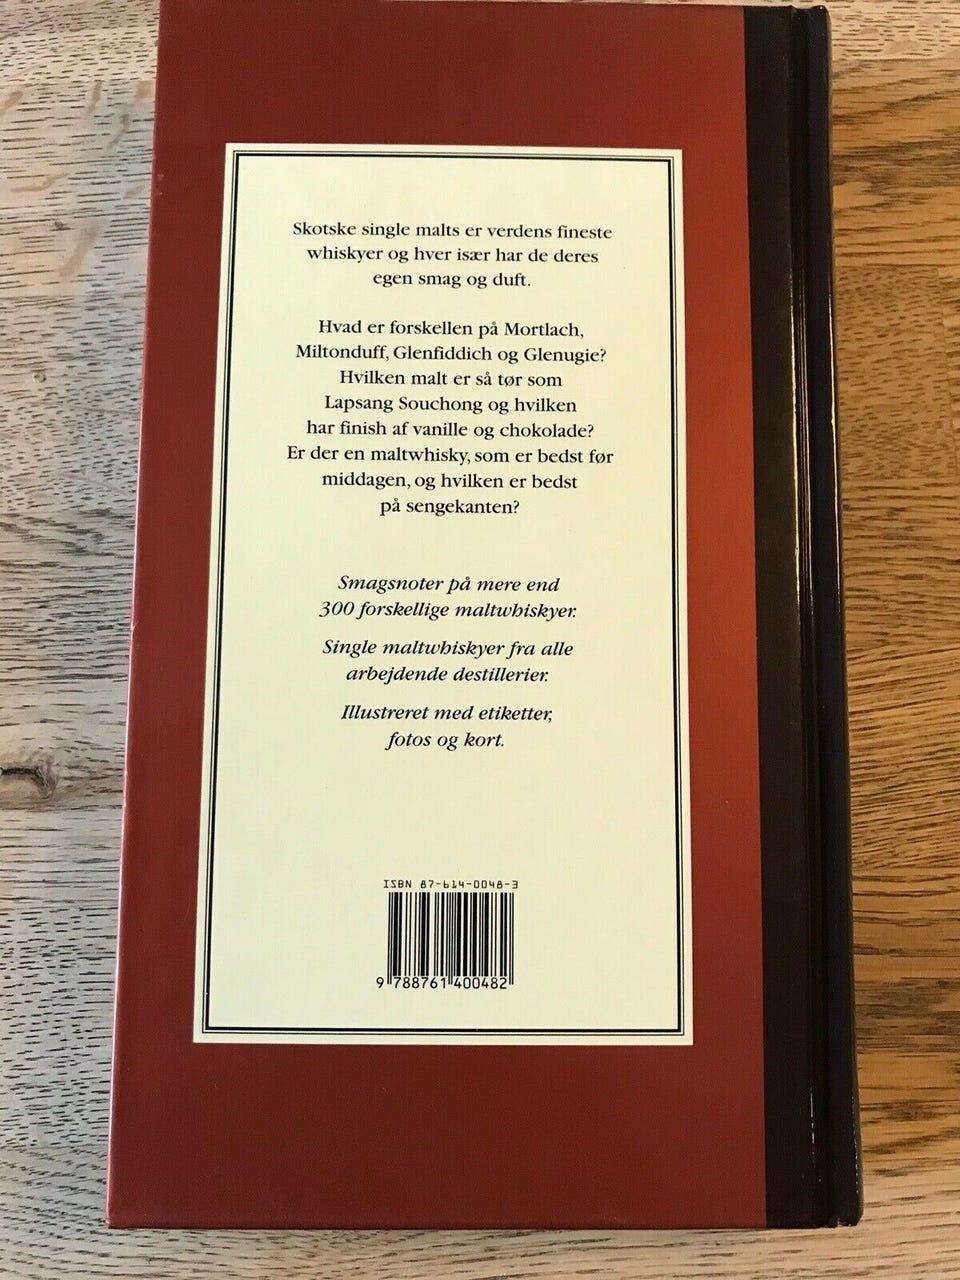 Skotske single malts er verdens fineste
whiskyer og hver især har de deres
egen smag og duft.
Hvad er forskellen på Mortlach,
Miltonduff, Glenfiddich og Glenugie?
Hvilken malt er så tør som
Lapsang Souchong og hvilken
har finish af vanille og chokolade?
Er der en maltwhisky, som er bedst før
middagen, og hvilken er bedst
på sengekanten?
Smagsnoter på mere end
300 forskellige maltwhiskyer.
Single maltwhiskyer fra alle
arbejdende destillerier.
Illustreret med etiketter,
fotos og kort.
ISBN 87-614-0048-3
9 788761 400482